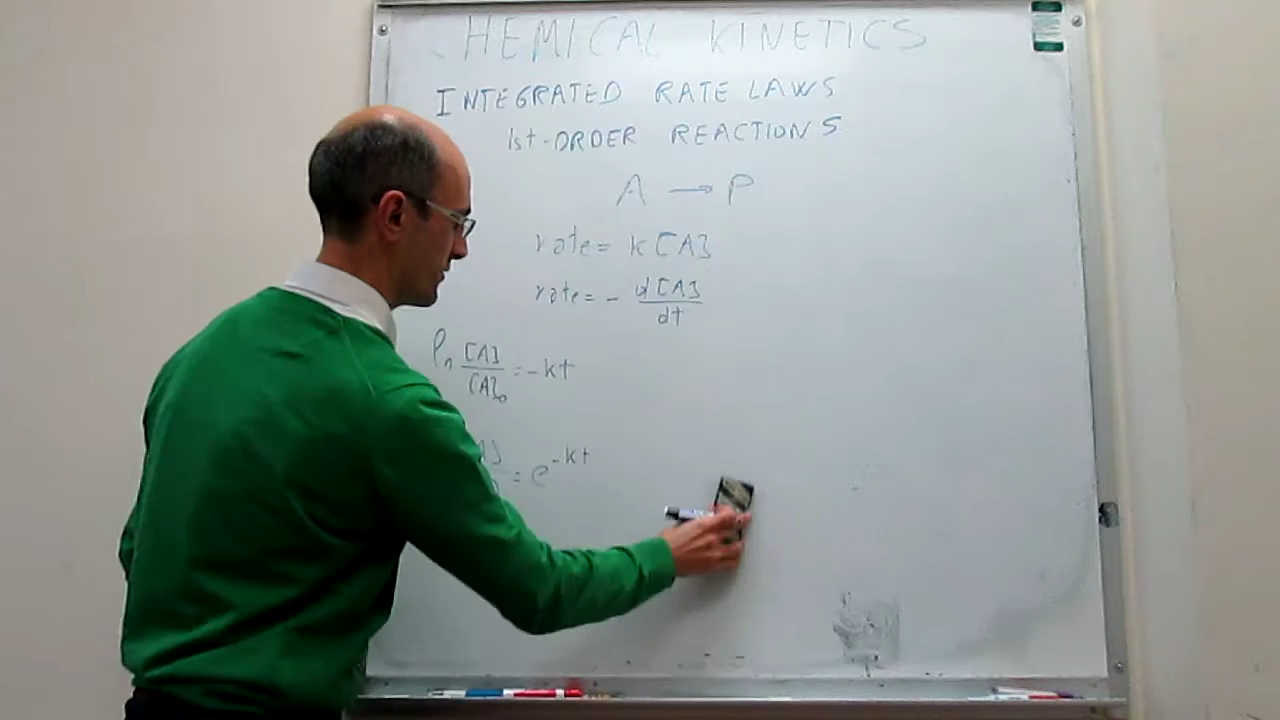 HEMICAL KINETICS
INTEGRATED RATE LAWS
1st-ORDER REACTIONS
A → P
rate = k[A]
rate = - d[A]/dt
ln [A]/[A]₀ = -kt
A] = e^-kt